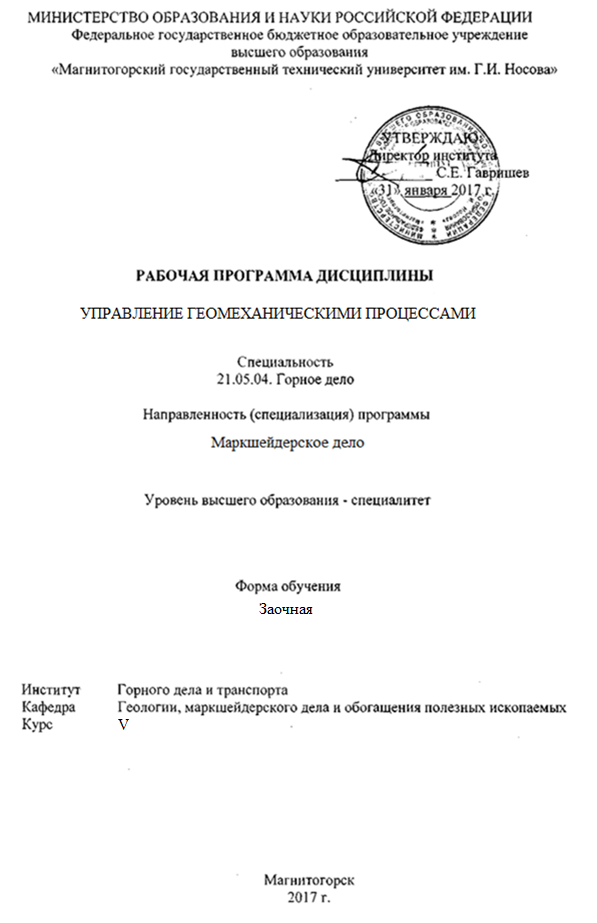 МИНИСТЕРСТВО ОБРАЗОВАНИЯ И НАУКИ РОССИЙСКОЙ ФЕДЕРАЦИИ
Федеральное государственное бюджетное образовательное учреждение
высшего образования
«Магнитогорский государственный технический университет им. Г.И. Носова»
УТВЕРЖДАЮ
Директор института
С.Е. Гавришев
«31» января 2017 г.
РАБОЧАЯ ПРОГРАММА ДИСЦИПЛИНЫ
УПРАВЛЕНИЕ ГЕОМЕХАНИЧЕСКИМИ ПРОЦЕССАМИ
Специальность
21.05.04. Горное дело
Направленность (специализация) программы
Маркшейдерское дело
Уровень высшего образования - специалитет
Форма обучения
Заочная
Институт Горного дела и транспорта
Кафедра Геологии, маркшейдерского дела и обогащения полезных ископаемых
Курс V
Магнитогорск
2017 г.